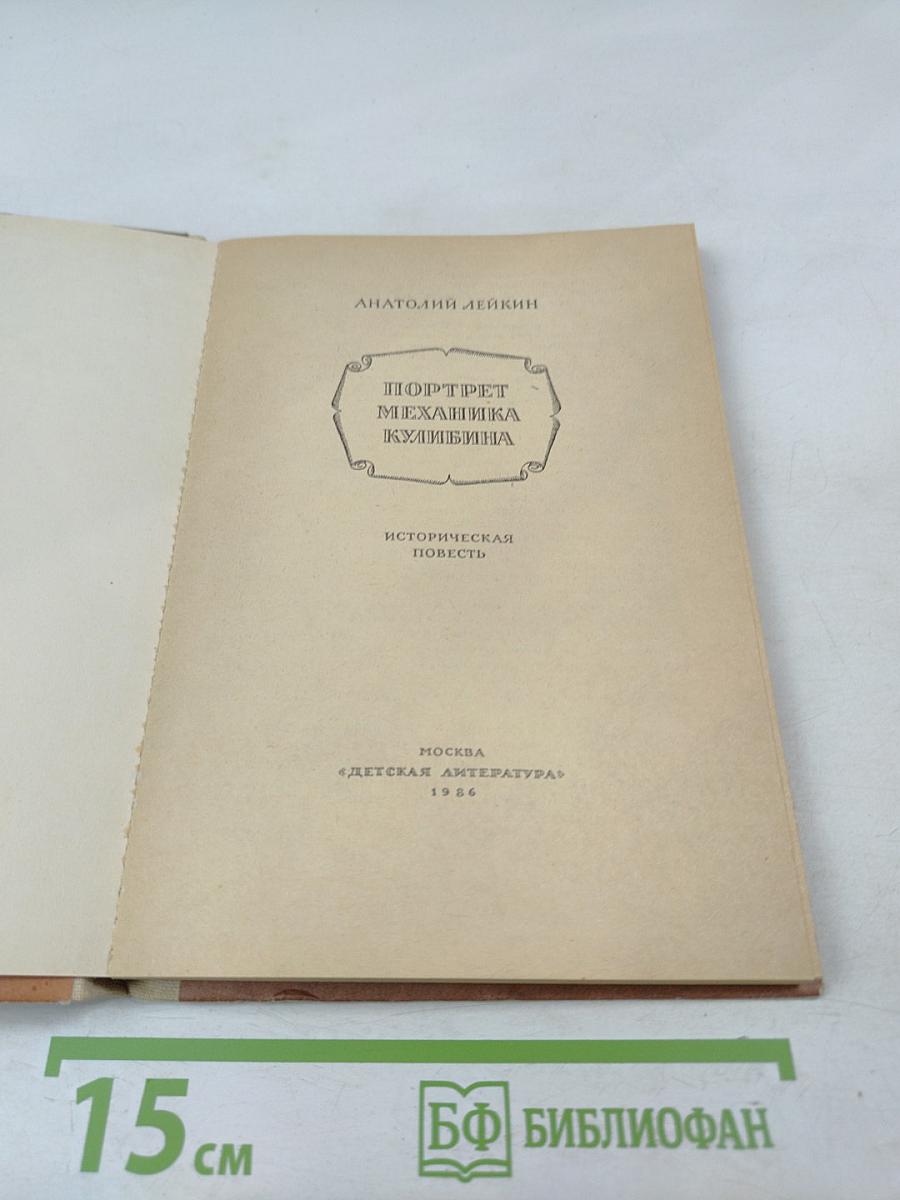 АНАТОЛИЙ ЛЕЙКИН
ПОРТРЕТ
МЕХАНИКА
КУЛИБИНА
ИСТОРИЧЕСКАЯ
ПОВЕСТЬ
МОСКВА
«ДЕТСКАЯ ЛИТЕРАТУРА»
1986
15 см
БФ БИБЛИОФАН